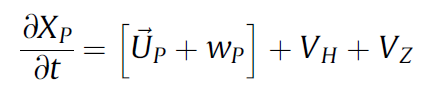 ∂X_P/∂t = [U⃗_P + w_P] + V_H + V_Z